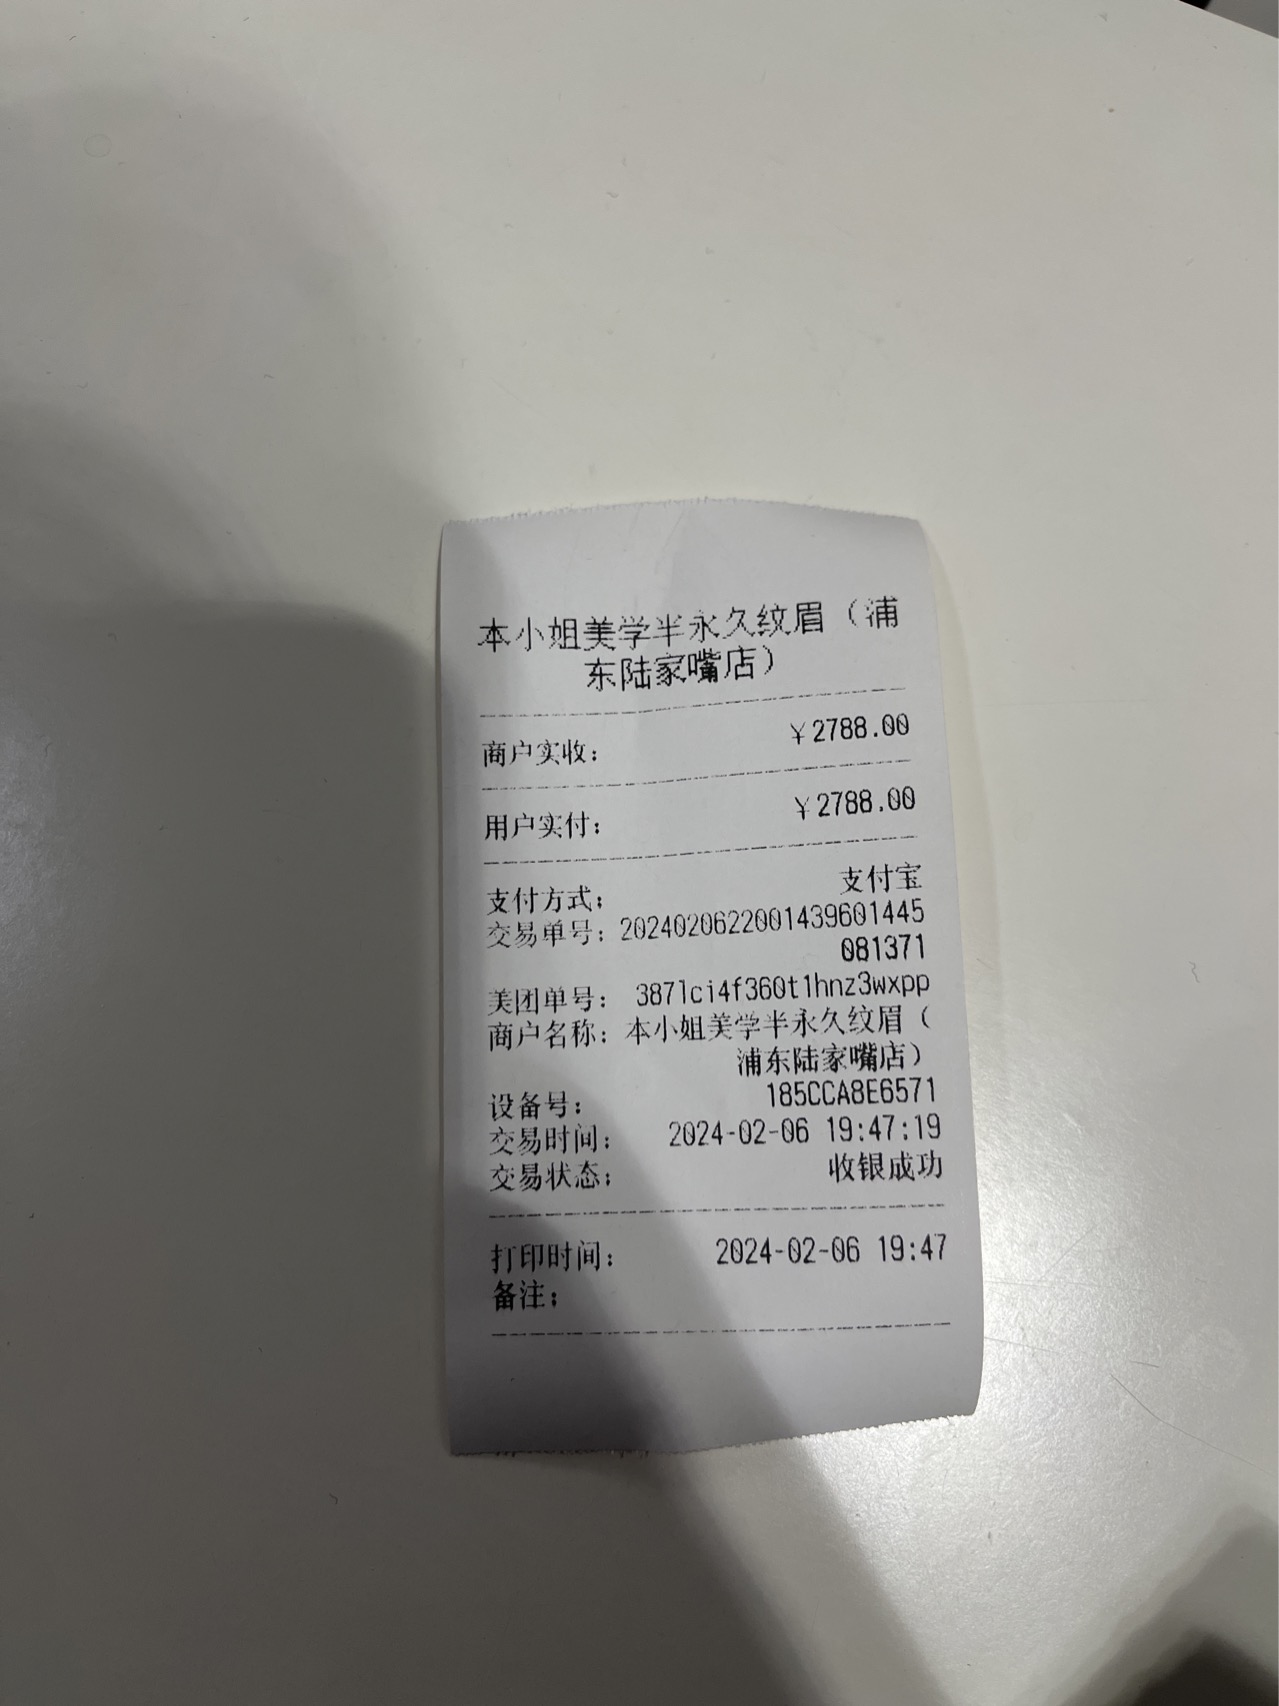 本小姐美学半永久纹眉（浦
东陆家嘴店）
商户实收： ￥2788.00
用户实付： ￥2788.00
支付方式： 支付宝
交易单号：2024020622001439601445
081371
美团单号： 387lci4f360t1hnz3wxpp
商户名称：本小姐美学半永久纹眉（
浦东陆家嘴店）
设备号： 185CCA8E6571
交易时间： 2024-02-06 19:47:19
交易状态： 收银成功
打印时间： 2024-02-06 19:47
备注：